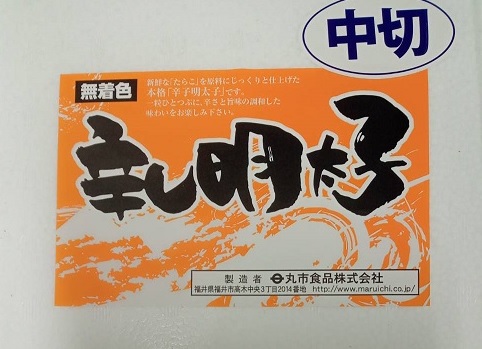 中切
無着色
新鮮な「たらこ」を原料にじっくりと仕上げた
本格「辛子明太子」です。
一粒ひとつぶに、辛さと旨味の調和した
味わいをお楽しみ下さい。
辛し明太子
製造者 丸市食品株式会社
福井県福井市高木中央3丁目2014番地 http://www.maruichi.co.jp/